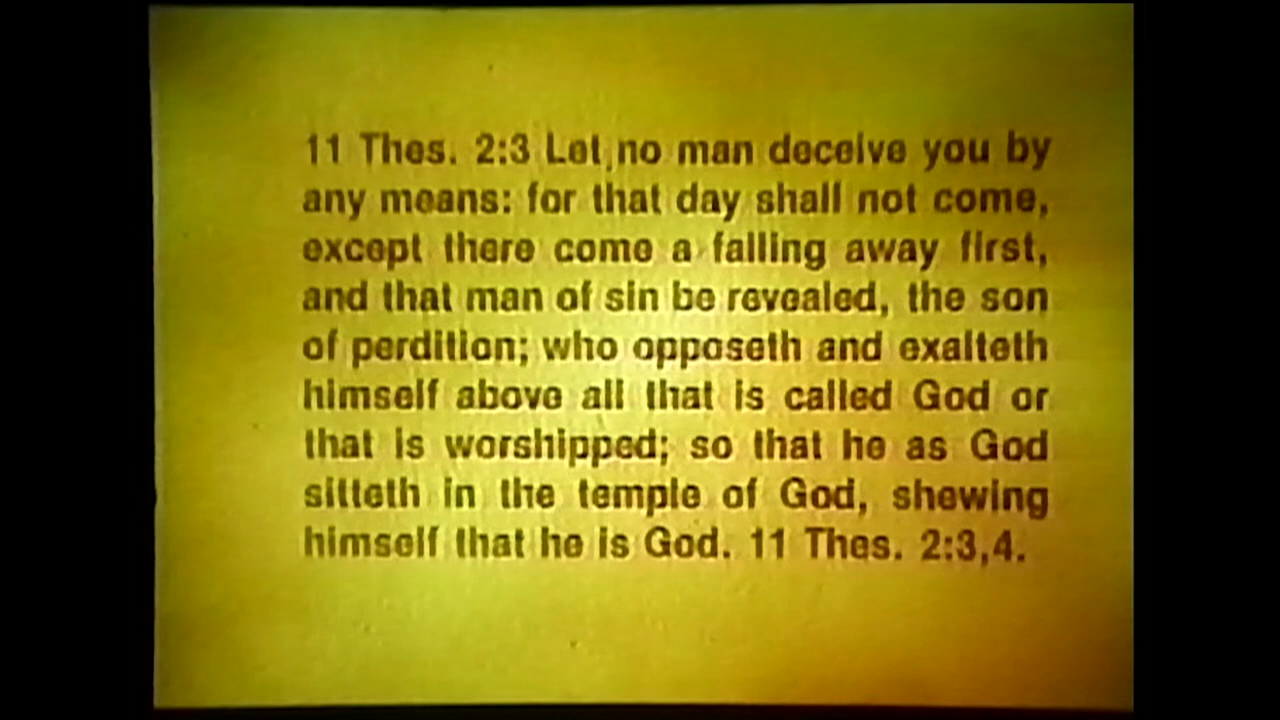 11 Thes. 2:3 Let no man deceive you by
any means: for that day shall not come,
except there come a falling away first,
and that man of sin be revealed, the son
of perdition; who opposeth and exalteth
himself above all that is called God or
that is worshipped; so that he as God
sitteth in the temple of God, shewing
himself that he is God. 11 Thes. 2:3,4.